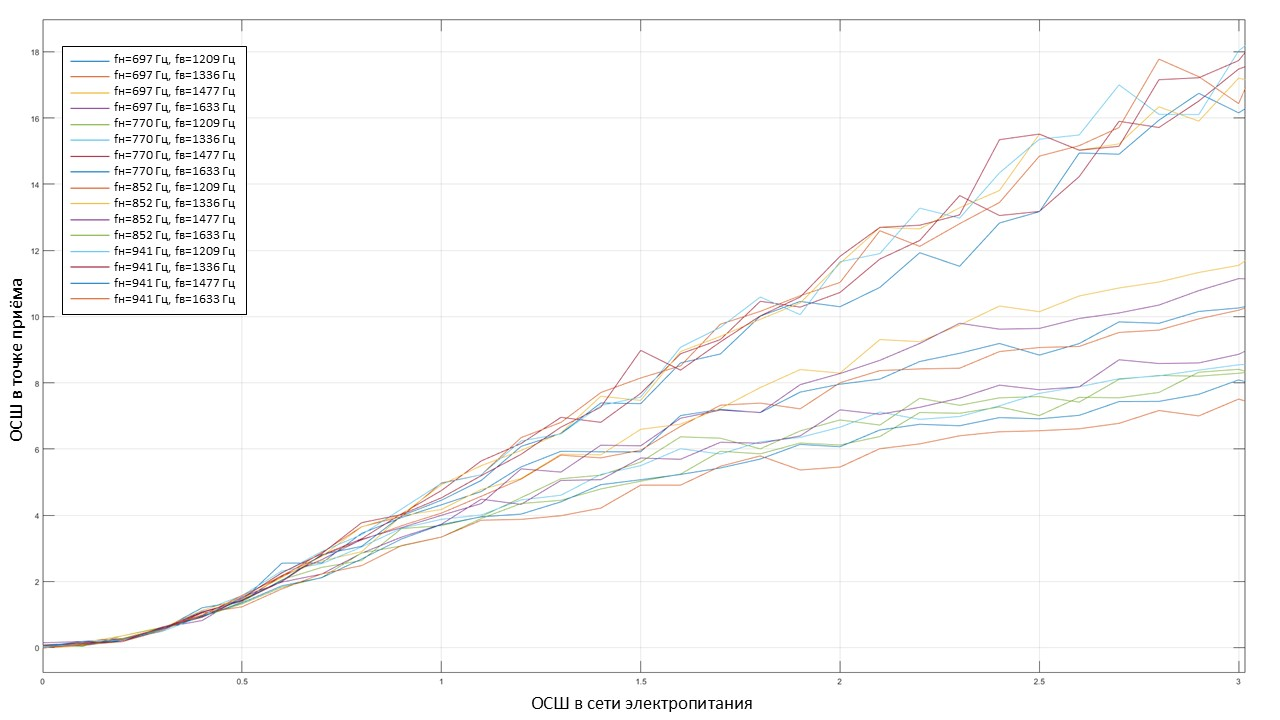 18
fн=697 Гц, fв=1209 Гц
fн=697 Гц, fв=1336 Гц
fн=697 Гц, fв=1477 Гц
fн=697 Гц, fв=1633 Гц
fн=770 Гц, fв=1209 Гц
fн=770 Гц, fв=1336 Гц
fн=770 Гц, fв=1477 Гц
fн=770 Гц, fв=1633 Гц
fн=852 Гц, fв=1209 Гц
fн=852 Гц, fв=1336 Гц
fн=852 Гц, fв=1477 Гц
fн=852 Гц, fв=1633 Гц
fн=941 Гц, fв=1209 Гц
fн=941 Гц, fв=1336 Гц
fн=941 Гц, fв=1477 Гц
fн=941 Гц, fв=1633 Гц
16
14
12
10
8
6
4
2
0
ОСШ в точке приёма
0 0.5 1 1.5 2 2.5 3
ОСШ в сети электропитания